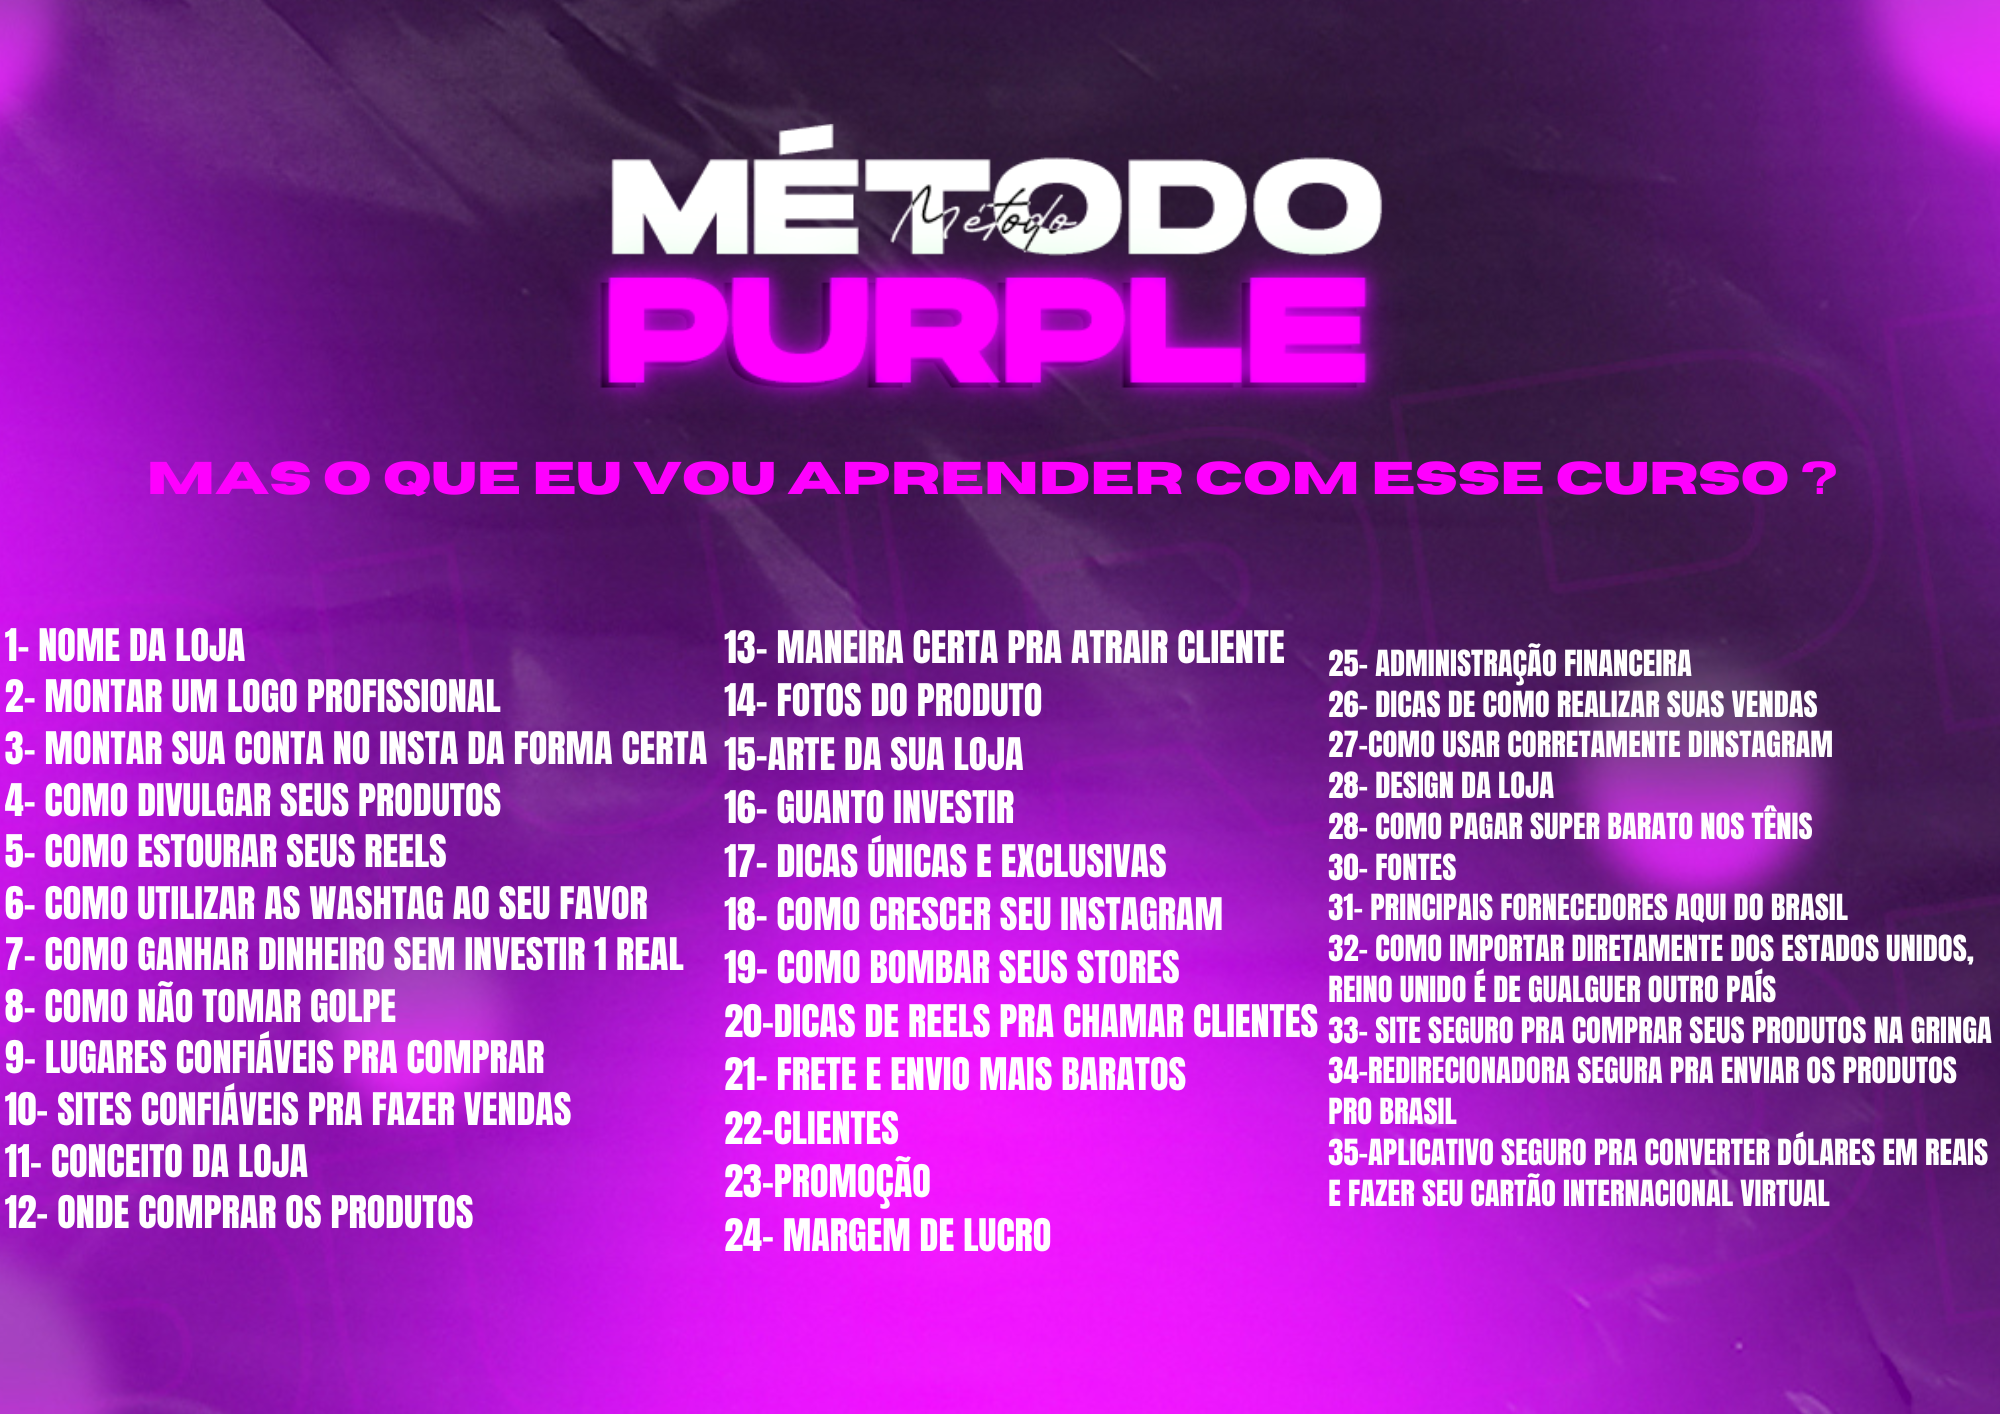 MÉTODO
Método
PURPLE
MAS O QUE EU VOU APRENDER COM ESSE CURSO ?
1- NOME DA LOJA
2- MONTAR UM LOGO PROFISSIONAL
3- MONTAR SUA CONTA NO INSTA DA FORMA CERTA
4- COMO DIVULGAR SEUS PRODUTOS
5- COMO ESTOURAR SEUS REELS
6- COMO UTILIZAR AS WASHTAG AO SEU FAVOR
7- COMO GANHAR DINHEIRO SEM INVESTIR 1 REAL
8- COMO NÃO TOMAR GOLPE
9- LUGARES CONFIÁVEIS PRA COMPRAR
10- SITES CONFIÁVEIS PRA FAZER VENDAS
11- CONCEITO DA LOJA
12- ONDE COMPRAR OS PRODUTOS
13- MANEIRA CERTA PRA ATRAIR CLIENTE
14- FOTOS DO PRODUTO
15-ARTE DA SUA LOJA
16- GUANTO INVESTIR
17- DICAS ÚNICAS E EXCLUSIVAS
18- COMO CRESCER SEU INSTAGRAM
19- COMO BOMBAR SEUS STORES
20-DICAS DE REELS PRA CHAMAR CLIENTES
21- FRETE E ENVIO MAIS BARATOS
22-CLIENTES
23-PROMOÇÃO
24- MARGEM DE LUCRO
25- ADMINISTRAÇÃO FINANCEIRA
26- DICAS DE COMO REALIZAR SUAS VENDAS
27-COMO USAR CORRETAMENTE DINSTAGRAM
28- DESIGN DA LOJA
28- COMO PAGAR SUPER BARATO NOS TÊNIS
30- FONTES
31- PRINCIPAIS FORNECEDORES AQUI DO BRASIL
32- COMO IMPORTAR DIRETAMENTE DOS ESTADOS UNIDOS,
REINO UNIDO É DE GUALGUER OUTRO PAÍS
33- SITE SEGURO PRA COMPRAR SEUS PRODUTOS NA GRINGA
34-REDIRECIONADORA SEGURA PRA ENVIAR OS PRODUTOS
PRO BRASIL
35-APLICATIVO SEGURO PRA CONVERTER DÓLARES EM REAIS
E FAZER SEU CARTÃO INTERNACIONAL VIRTUAL